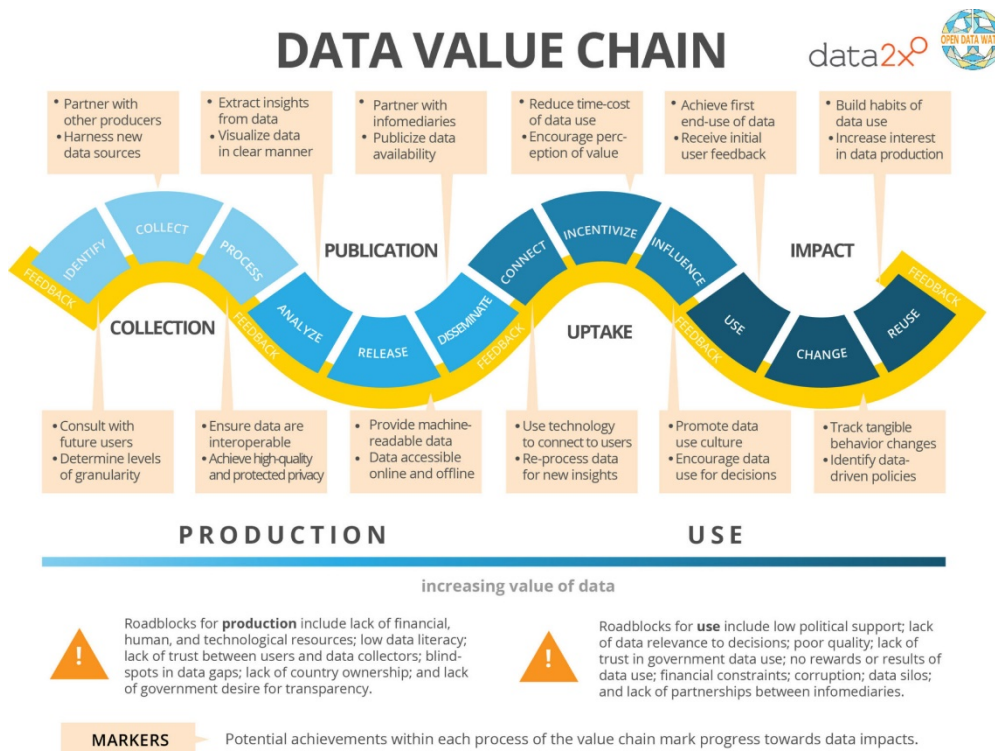 DATA VALUE CHAIN
data2x
OPEN DATA WAT
• Partner with
other producers
• Harness new
data sources
• Extract insights
from data
• Visualize data
in clear manner
• Partner with
infomediaries
• Publicize data
availability
• Reduce time-cost
of data use
• Encourage perc-
eption of value
• Achieve first
end-use of data
• Receive initial
user feedback
• Build habits of
data use
• Increase interest
in data production
FEEDBACK
IDENTIFY
COLLECT
PROCESS
COLLECTION
FEEDBACK
ANALYZE
RELEASE
DISSEMINATE
PUBLICATION
FEEDBACK
CONNECT
INCENTIVIZE
INFLUENCE
UPTAKE
FEEDBACK
USE
CHANGE
REUSE
IMPACT
FEEDBACK
• Consult with
future users
• Determine levels
of granularity
• Ensure data are
interoperable
• Achieve high-quality
and protected privacy
• Provide machine-
readable data
• Data accessible
online and offline
• Use technology
to connect to users
• Re-process data
for new insights
• Promote data
use culture
• Encourage data
use for decisions
• Track tangible
behavior changes
• Identify data-
driven policies
PRODUCTION
USE
increasing value of data
!
Roadblocks for production include lack of financial,
human, and technological resources; low data literacy;
lack of trust between users and data collectors; blind-
spots in data gaps; lack of country ownership; and lack
of government desire for transparency.
!
Roadblocks for use include low political support; lack
of data relevance to decisions; poor quality; lack of
trust in government data use; no rewards or results of
data use; financial constraints; corruption; data silos;
and lack of partnerships between infomediaries.
MARKERS
Potential achievements within each process of the value chain mark progress towards data impacts.